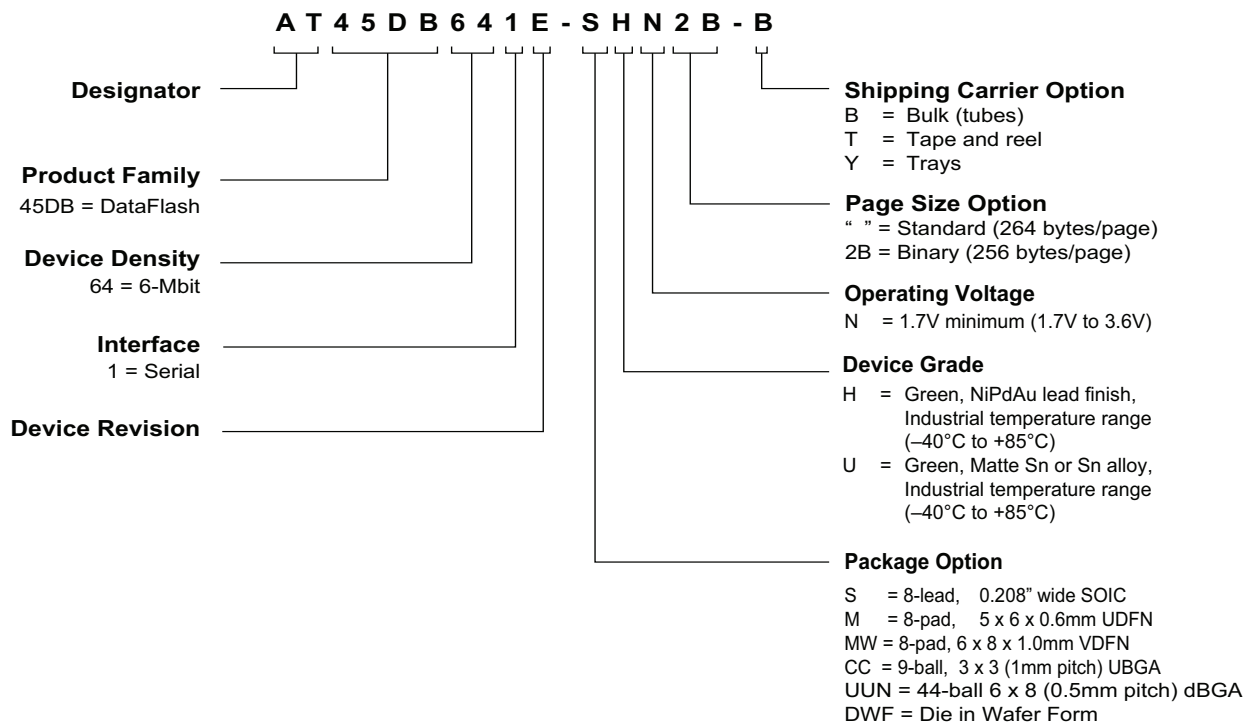 A T 4 5 D B 6 4 1 E - S H N 2 B - B
Designator
Product Family
45DB = DataFlash
Device Density
64 = 6-Mbit
Interface
1 = Serial
Device Revision
Shipping Carrier Option
B = Bulk (tubes)
T = Tape and reel
Y = Trays
Page Size Option
“ ” = Standard (264 bytes/page)
2B = Binary (256 bytes/page)
Operating Voltage
N = 1.7V minimum (1.7V to 3.6V)
Device Grade
H = Green, NiPdAu lead finish,
Industrial temperature range
(–40°C to +85°C)
U = Green, Matte Sn or Sn alloy,
Industrial temperature range
(–40°C to +85°C)
Package Option
S = 8-lead, 0.208” wide SOIC
M = 8-pad, 5 x 6 x 0.6mm UDFN
MW = 8-pad, 6 x 8 x 1.0mm VDFN
CC = 9-ball, 3 x 3 (1mm pitch) UBGA
UUN = 44-ball 6 x 8 (0.5mm pitch) dBGA
DWF = Die in Wafer Form